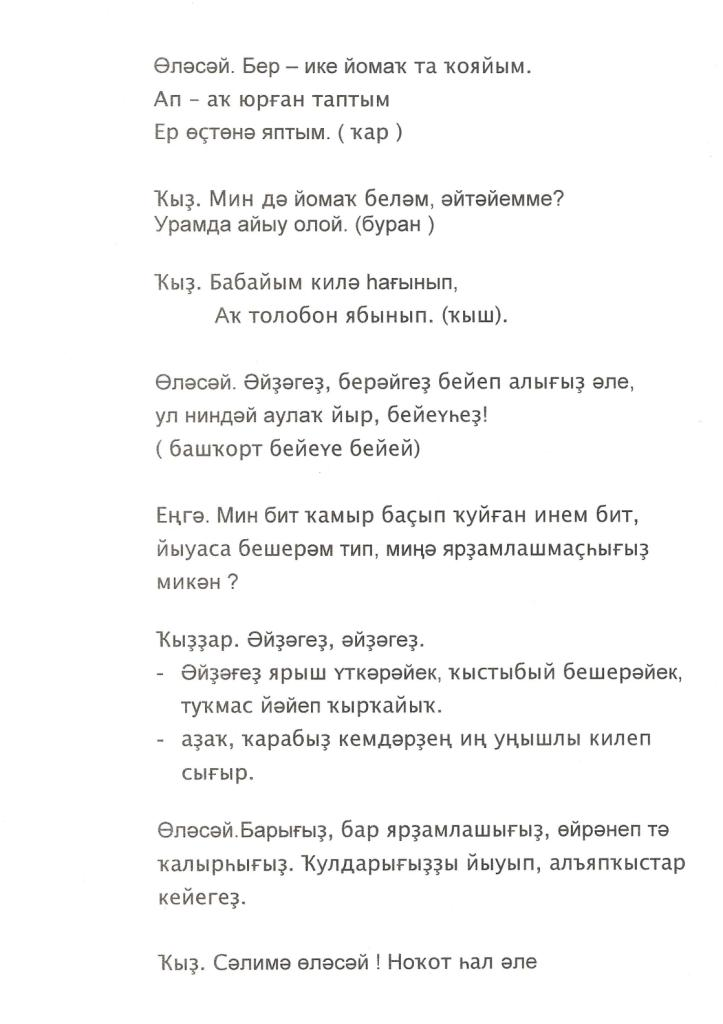 Өләсәй. Бер – ике йомаҡ та ҡояйым.
Ап – аҡ юрған таптым
Ер өҫтөнә яптым. ( ҡар )
Ҡыҙ. Мин дә йомаҡ беләм, әйтәйемме?
Урамда айыу олой. (буран )
Ҡыҙ. Бабайым килә һағынып,
Аҡ толобон ябынып. (ҡыш).
Өләсәй. Әйҙәгеҙ, берәйгеҙ бейеп алығыҙ әле,
ул ниндәй аулаҡ йыр, бейеүһеҙ!
( башҡорт бейеүе бейей)
Еңгә. Мин бит ҡамыр баҫып ҡуйған инем бит,
йыуаса бешерәм тип, миңә ярҙамлашмаҫһығыҙ
микән ?
Ҡыҙҙар. Әйҙәгеҙ, әйҙәгеҙ.
- Әйҙәғеҙ ярыш үткәрәйек, ҡыстыбый бешерәйек,
туҡмас йәйеп ҡырҡайыҡ.
- аҙаҡ, ҡарабыҙ кемдәрҙең иң уңышлы килеп
сығыр.
Өләсәй.Барығыҙ, бар ярҙамлашығыҙ, өйрәнеп тә
ҡалырһығыҙ. Ҡулдарығыҙҙы йыуып, алъяпҡыстар
кейегеҙ.
Ҡыҙ. Сәлимә өләсәй ! Ноҡот һал әле